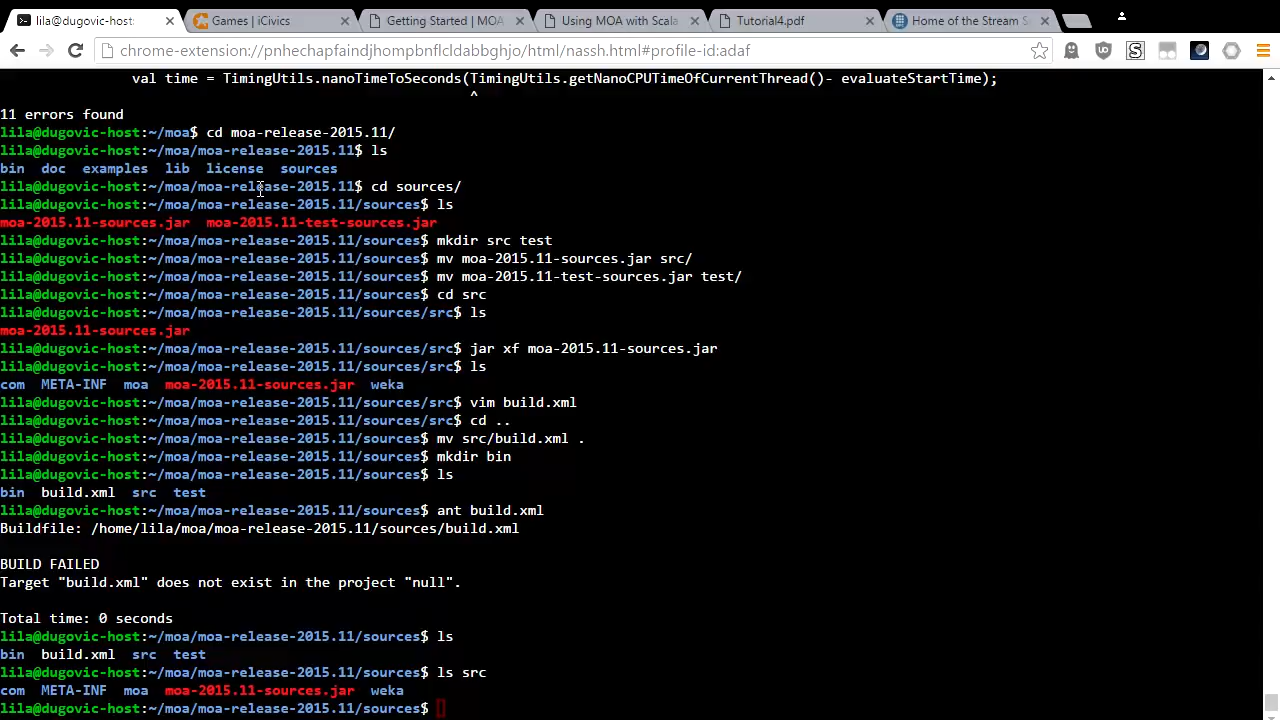 lila@dugovic-host:
Games | iCivics
Getting Started | MOA
Using MOA with Scala
Tutorial4.pdf
Home of the Stream S
chrome-extension://pnhechapfaindjhompbnflcldabbghjo/html/nassh.html#profile-id:adaf
val time = TimingUtils.nanoTimeToSeconds(TimingUtils.getNanoCPUTimeOfCurrentThread()- evaluateStartTime);
^
11 errors found
lila@dugovic-host:~/moa$ cd moa-release-2015.11/
lila@dugovic-host:~/moa/moa-release-2015.11$ ls
bin doc examples lib license sources
lila@dugovic-host:~/moa/moa-release-2015.11$ cd sources/
lila@dugovic-host:~/moa/moa-release-2015.11/sources$ ls
moa-2015.11-sources.jar moa-2015.11-test-sources.jar
lila@dugovic-host:~/moa/moa-release-2015.11/sources$ mkdir src test
lila@dugovic-host:~/moa/moa-release-2015.11/sources$ mv moa-2015.11-sources.jar src/
lila@dugovic-host:~/moa/moa-release-2015.11/sources$ mv moa-2015.11-test-sources.jar test/
lila@dugovic-host:~/moa/moa-release-2015.11/sources$ cd src
lila@dugovic-host:~/moa/moa-release-2015.11/sources/src$ ls
moa-2015.11-sources.jar
lila@dugovic-host:~/moa/moa-release-2015.11/sources/src$ jar xf moa-2015.11-sources.jar
lila@dugovic-host:~/moa/moa-release-2015.11/sources/src$ ls
com META-INF moa moa-2015.11-sources.jar weka
lila@dugovic-host:~/moa/moa-release-2015.11/sources/src$ vim build.xml
lila@dugovic-host:~/moa/moa-release-2015.11/sources/src$ cd ..
lila@dugovic-host:~/moa/moa-release-2015.11/sources$ mv src/build.xml .
lila@dugovic-host:~/moa/moa-release-2015.11/sources$ mkdir bin
lila@dugovic-host:~/moa/moa-release-2015.11/sources$ ls
bin build.xml src test
lila@dugovic-host:~/moa/moa-release-2015.11/sources$ ant build.xml
Buildfile: /home/lila/moa/moa-release-2015.11/sources/build.xml
BUILD FAILED
Target "build.xml" does not exist in the project "null".
Total time: 0 seconds
lila@dugovic-host:~/moa/moa-release-2015.11/sources$ ls
bin build.xml src test
lila@dugovic-host:~/moa/moa-release-2015.11/sources$ ls src
com META-INF moa moa-2015.11-sources.jar weka
lila@dugovic-host:~/moa/moa-release-2015.11/sources$